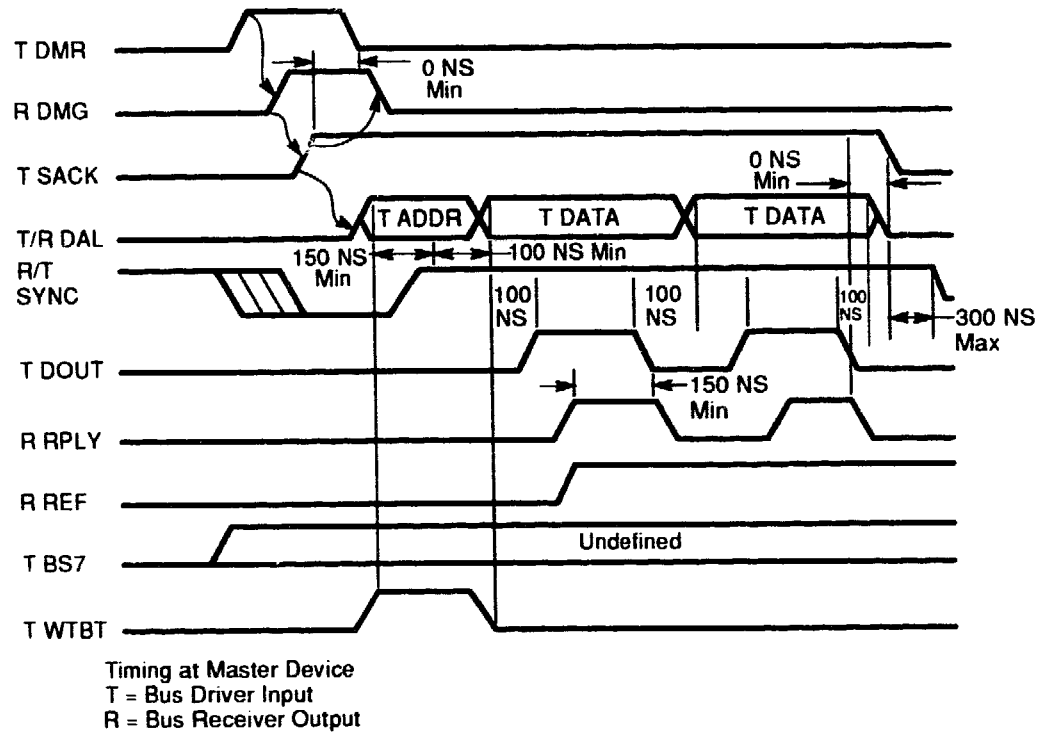 T DMR
0 NS
Min
R DMG
T SACK
0 NS
Min
T ADDR
T DATA
T DATA
T/R DAL
150 NS
Min
100 NS Min
R/T
SYNC
100
NS
100
NS
100
NS
300 NS
Max
T DOUT
150 NS
Min
R RPLY
R REF
Undefined
T BS7
T WTBT
Timing at Master Device
T = Bus Driver Input
R = Bus Receiver Output